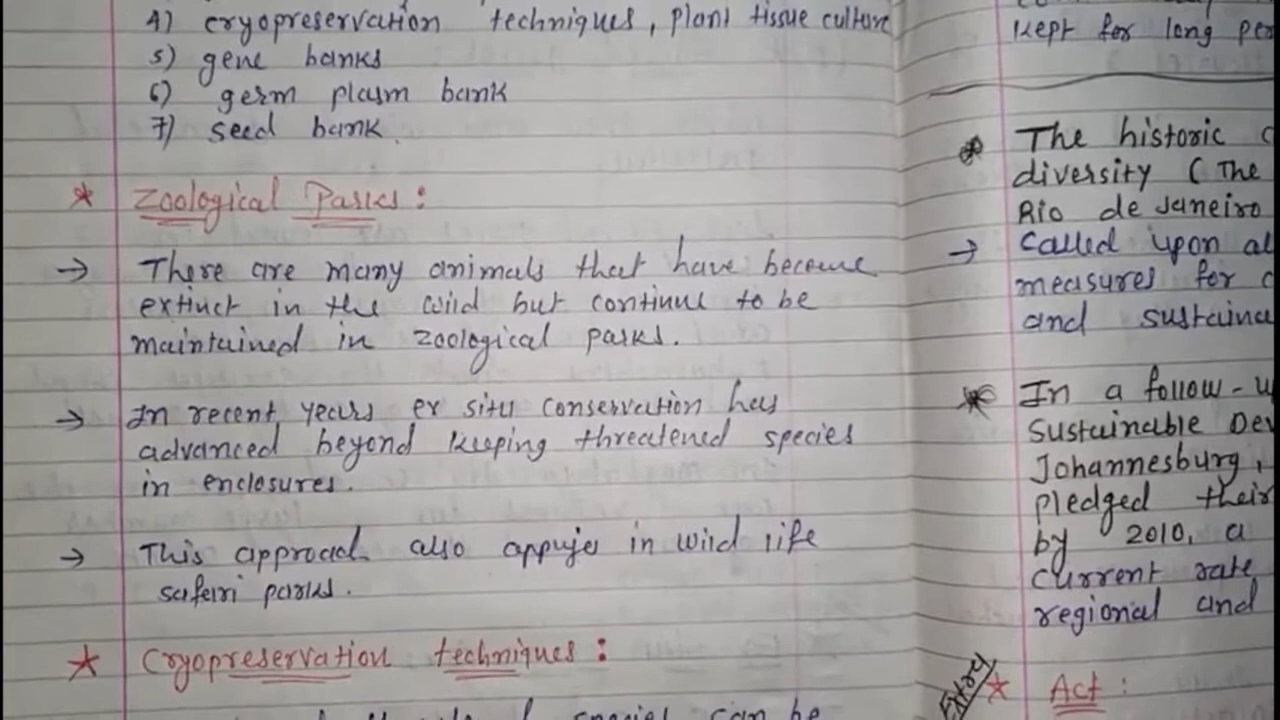 4) cryopreservation techniques, plant tissue culture
5) gene banks
6) germ plasm bank
7) seed bank.
* Zoological Parks :
→ There are many animals that have become
extinct in the wild but continue to be
maintained in zoological parks.
→ In recent years ex situ conservation has
advanced beyond keeping threatened species
in enclosures.
→ This approach also applies in wild life
safari parks.
* Cryopreservation techniques :
can be
kept for long
* The historic
diversity ( The
Rio de Janeiro
→ Called upon
measures for
and
* In a follow-
Sustainable
Johannesburg,
pledged their
by 2010, a
current rate
regional and
Extra
* Act :